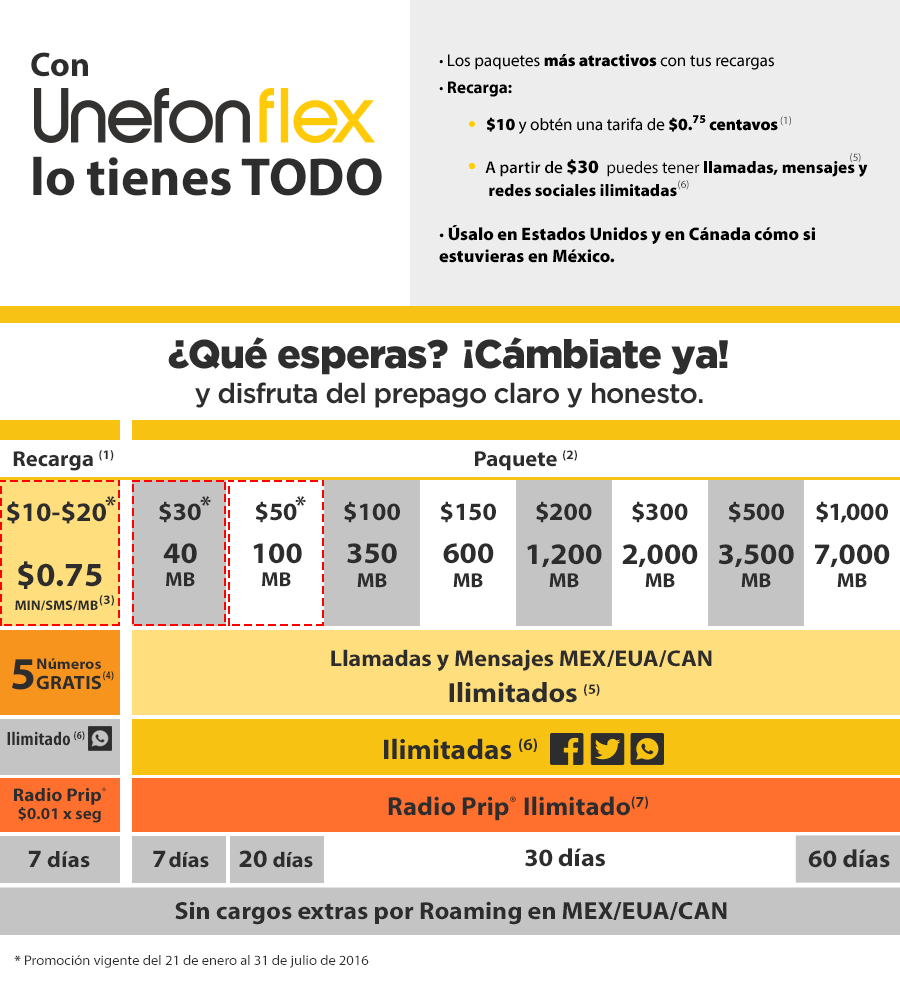 Con
Unefonflex
lo tienes TODO
• Los paquetes más atractivos con tus recargas
• Recarga:
• $10 y obtén una tarifa de $0.75 centavos (1)
• A partir de $30 puedes tener llamadas, mensajes y (5)
redes sociales ilimitadas (6)
• Úsalo en Estados Unidos y en Cánada cómo si
estuvieras en México.
¿Qué esperas? ¡Cámbiate ya!
y disfruta del prepago claro y honesto.
Recarga (1) Paquete (2)
$10-$20* $30* $50* $100 $150 $200 $300 $500 $1,000
40 100 350 600 1,200 2,000 3,500 7,000
$0.75 MB MB MB MB MB MB MB MB
MIN/SMS/MB(3)
5 Números GRATIS(4)
Llamadas y Mensajes MEX/EUA/CAN
Ilimitados (5)
Ilimitado (6) Ilimitadas (6)
Radio Prip®
$0.01 x seg
Radio Prip® Ilimitado(7)
7 días 7 días 20 días 30 días 60 días
Sin cargos extras por Roaming en MEX/EUA/CAN
* Promoción vigente del 21 de enero al 31 de julio de 2016